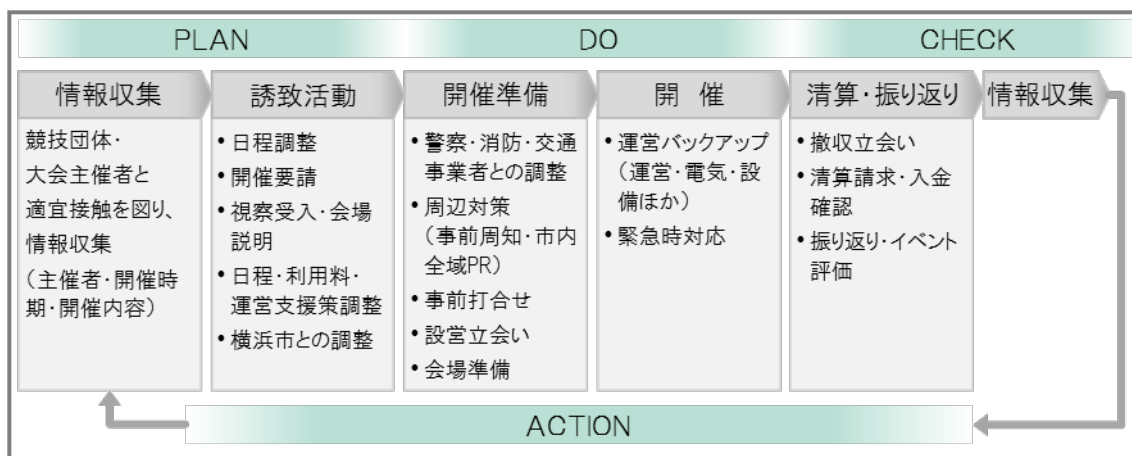 PLAN
DO
CHECK
情報収集
誘致活動
開催準備
開 催
清算・振り返り
情報収集
競技団体・
大会主催者と
適宜接触を図り、
情報収集
（主催者・開催時
期・開催内容）
• 日程調整
• 開催要請
• 視察受入・会場
説明
• 日程・利用料・
運営支援策調整
• 横浜市との調整
• 警察・消防・交通
事業者との調整
• 周辺対策
（事前周知・市内
全域PR）
• 事前打合せ
• 設営立会い
• 会場準備
• 運営バックアップ
（運営・電気・設
備ほか）
• 緊急時対応
• 撤収立会い
• 清算請求・入金
確認
• 振り返り・イベント
評価
ACTION